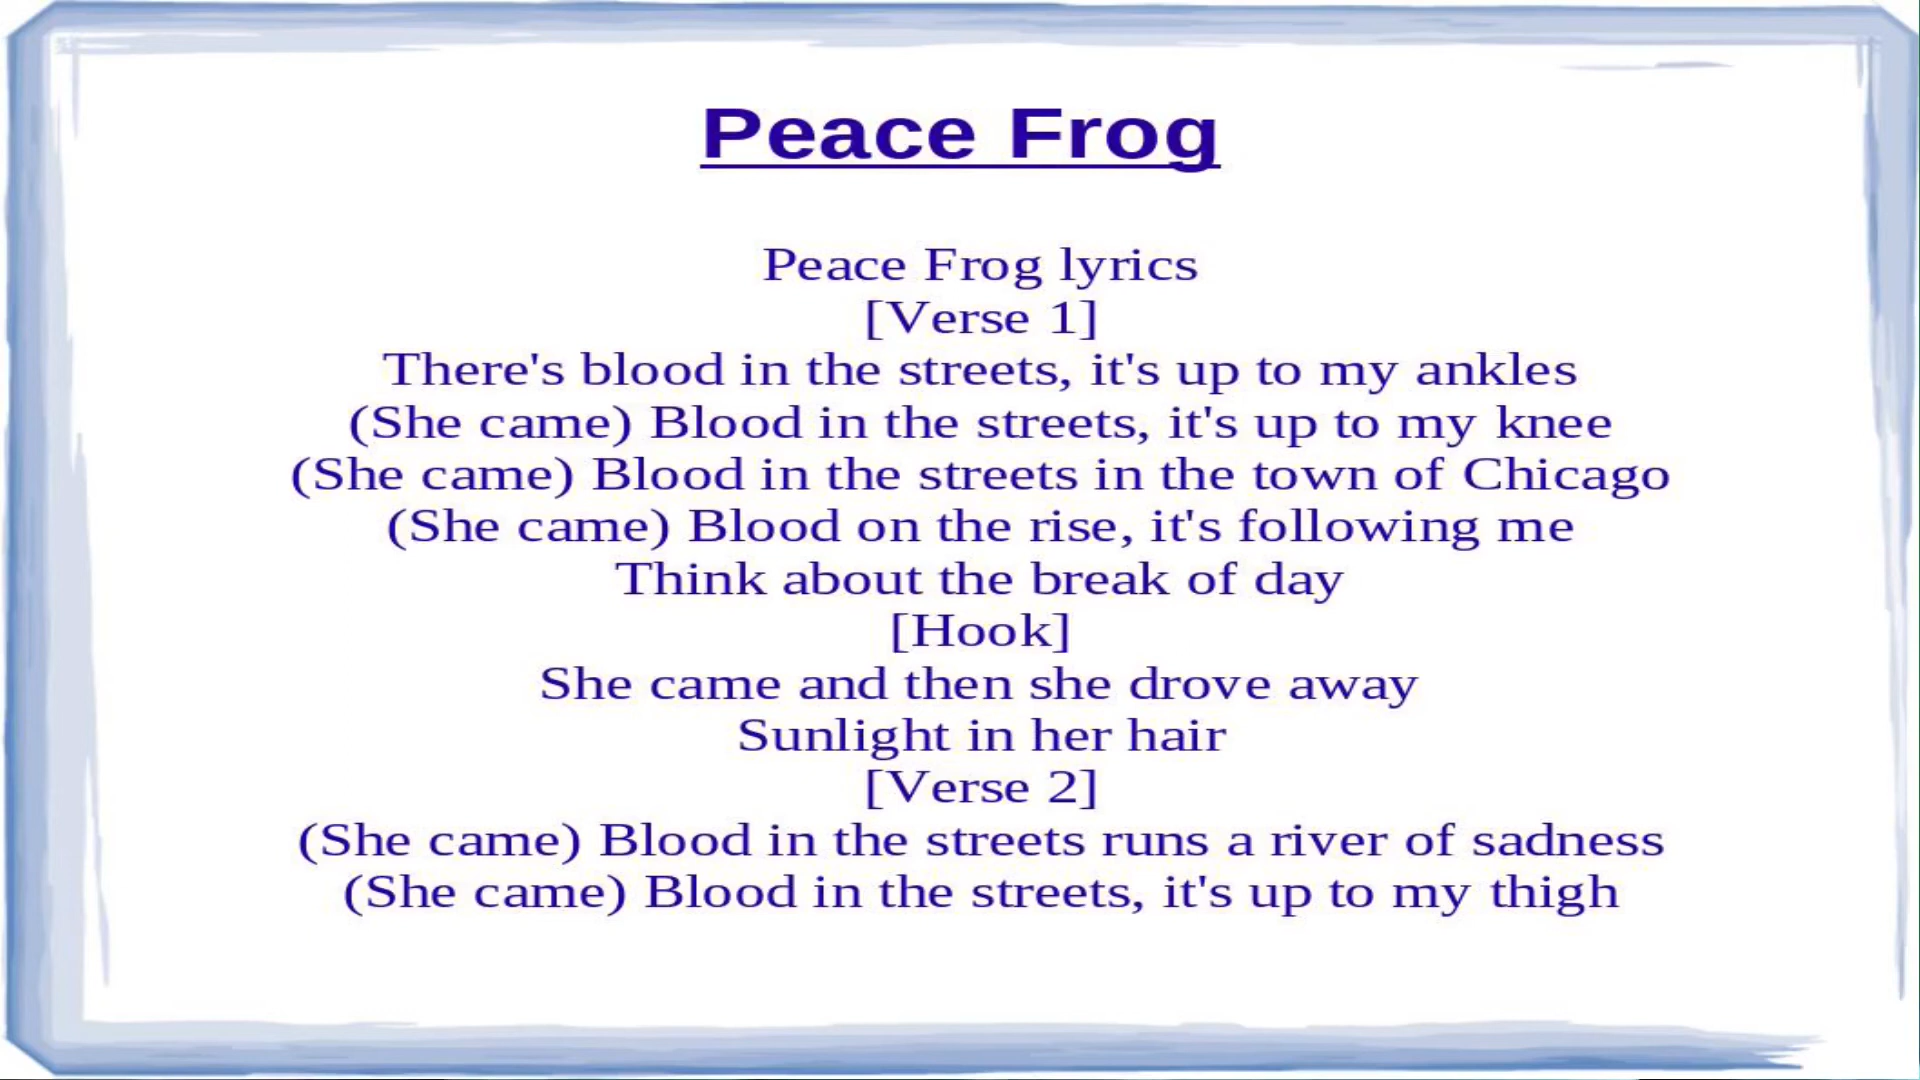 Peace Frog
Peace Frog lyrics
[Verse 1]
There's blood in the streets, it's up to my ankles
(She came) Blood in the streets, it's up to my knee
(She came) Blood in the streets in the town of Chicago
(She came) Blood on the rise, it's following me
Think about the break of day
[Hook]
She came and then she drove away
Sunlight in her hair
[Verse 2]
(She came) Blood in the streets runs a river of sadness
(She came) Blood in the streets, it's up to my thigh